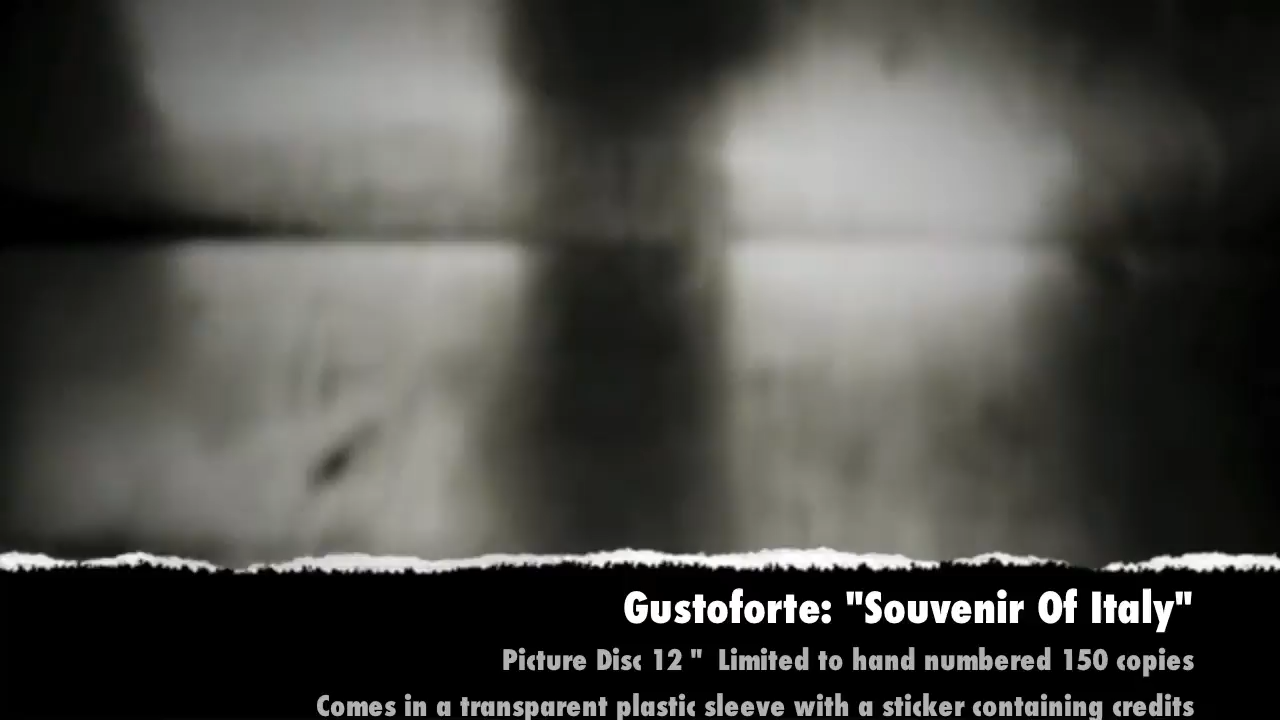 Gustoforte: "Souvenir Of Italy"
Picture Disc 12 " Limited to hand numbered 150 copies
Comes in a transparent plastic sleeve with a sticker containing credits